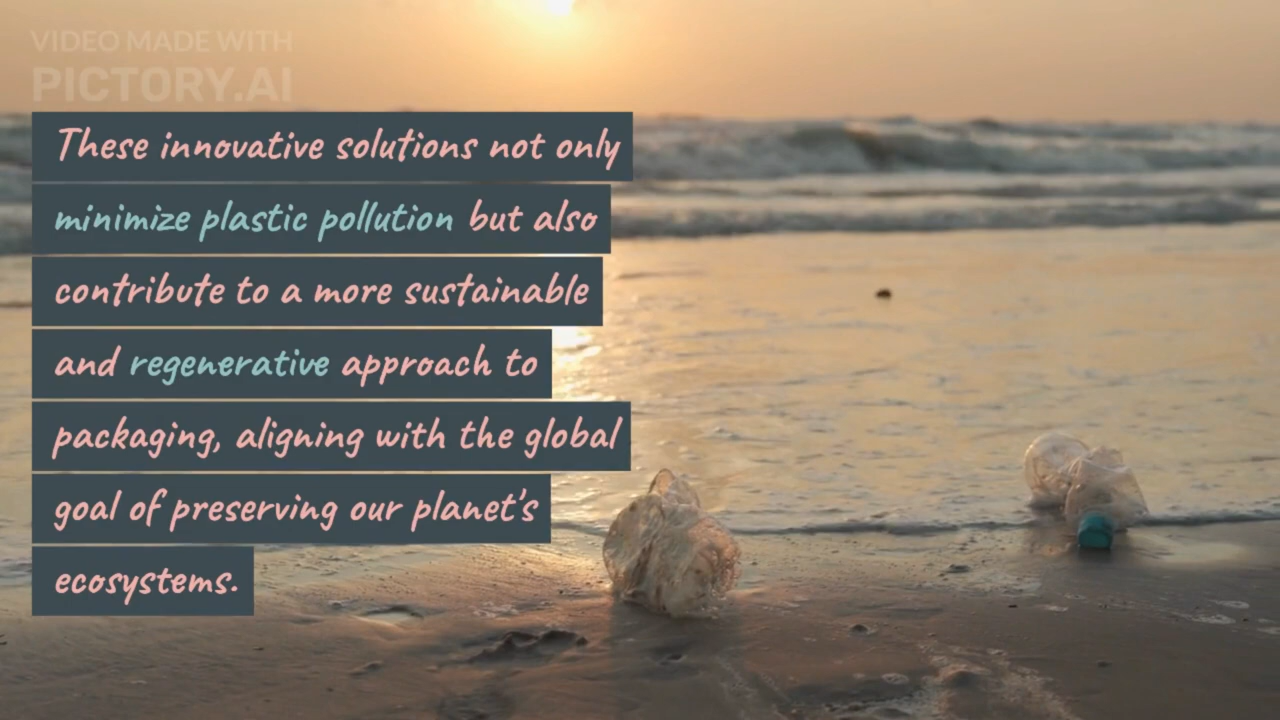 VIDEO MADE WITH
PICTORY.AI
These innovative solutions not only
minimize plastic pollution but also
contribute to a more sustainable
and regenerative approach to
packaging, aligning with the global
goal of preserving our planet's
ecosystems.